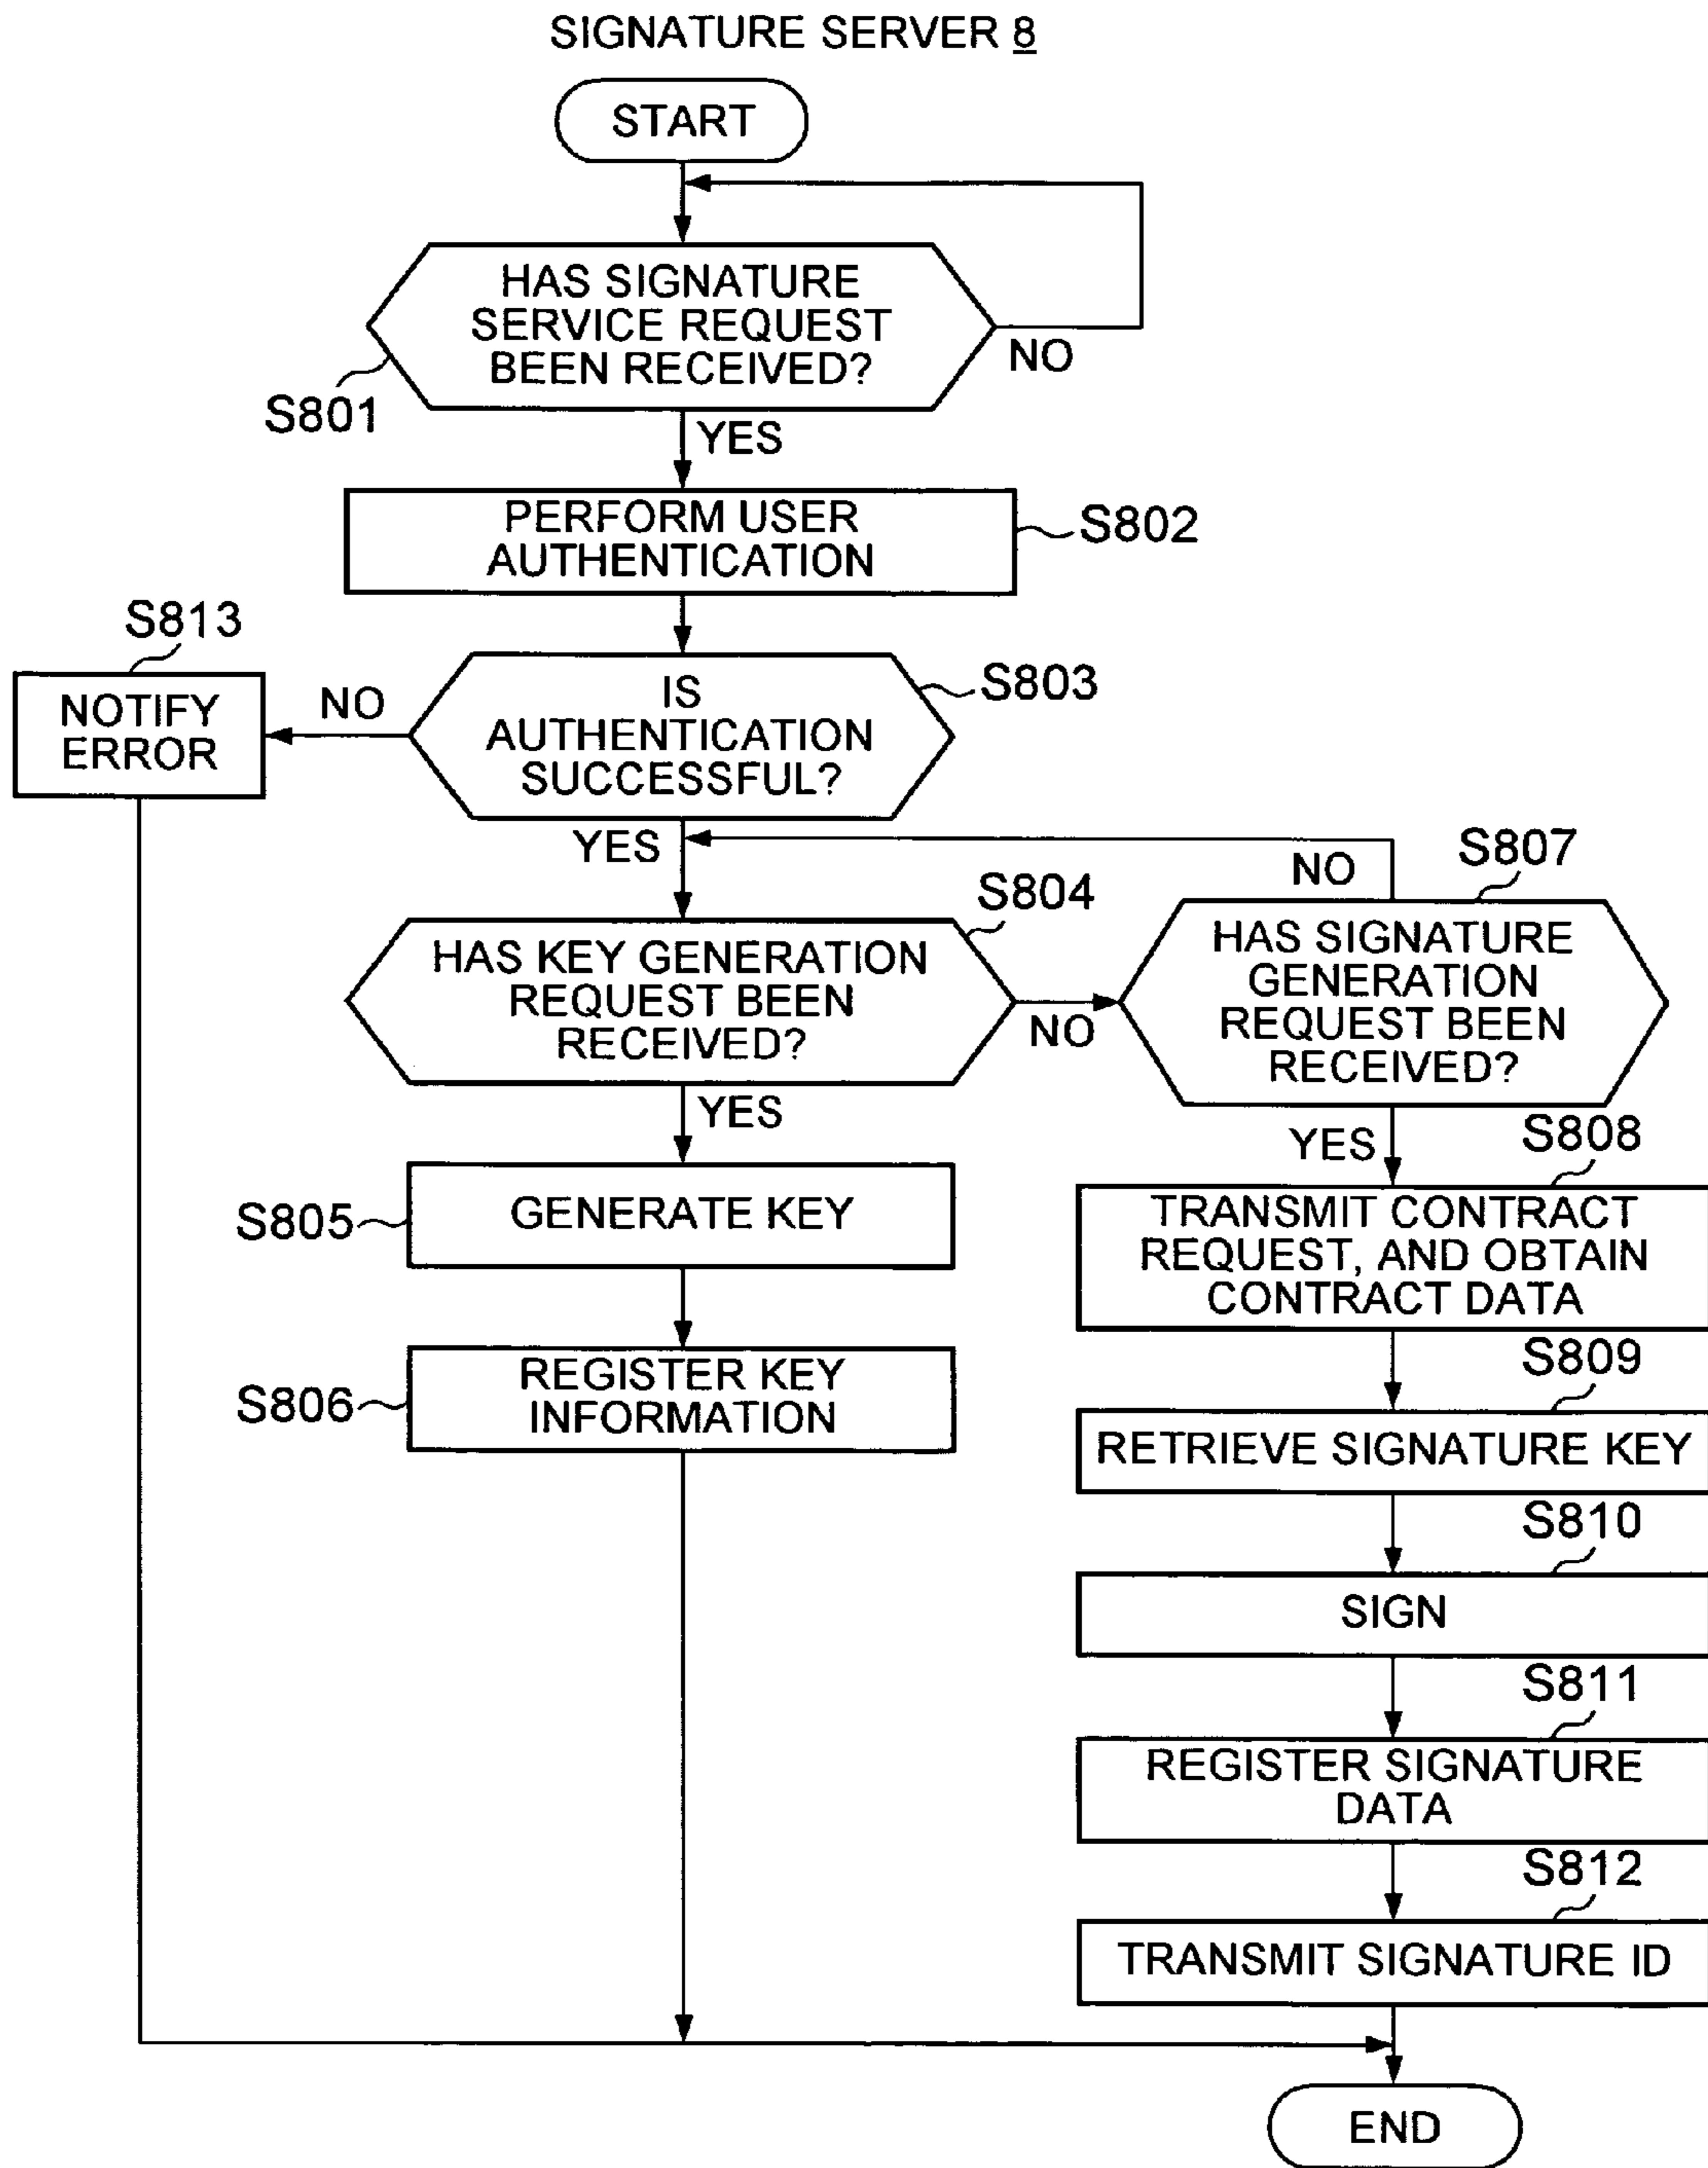 SIGNATURE SERVER 8
START
HAS SIGNATURE
SERVICE REQUEST
BEEN RECEIVED?
NO
S801
YES
PERFORM USER
AUTHENTICATION
S802
S813
NOTIFY
ERROR
NO
IS
AUTHENTICATION
SUCCESSFUL?
S803
YES
NO
S807
S804
HAS KEY GENERATION
REQUEST BEEN
RECEIVED?
NO
HAS SIGNATURE
GENERATION
REQUEST BEEN
RECEIVED?
YES
YES
S808
S805
GENERATE KEY
TRANSMIT CONTRACT
REQUEST, AND OBTAIN
CONTRACT DATA
S806
REGISTER KEY
INFORMATION
S809
RETRIEVE SIGNATURE KEY
S810
SIGN
S811
REGISTER SIGNATURE
DATA
S812
TRANSMIT SIGNATURE ID
END